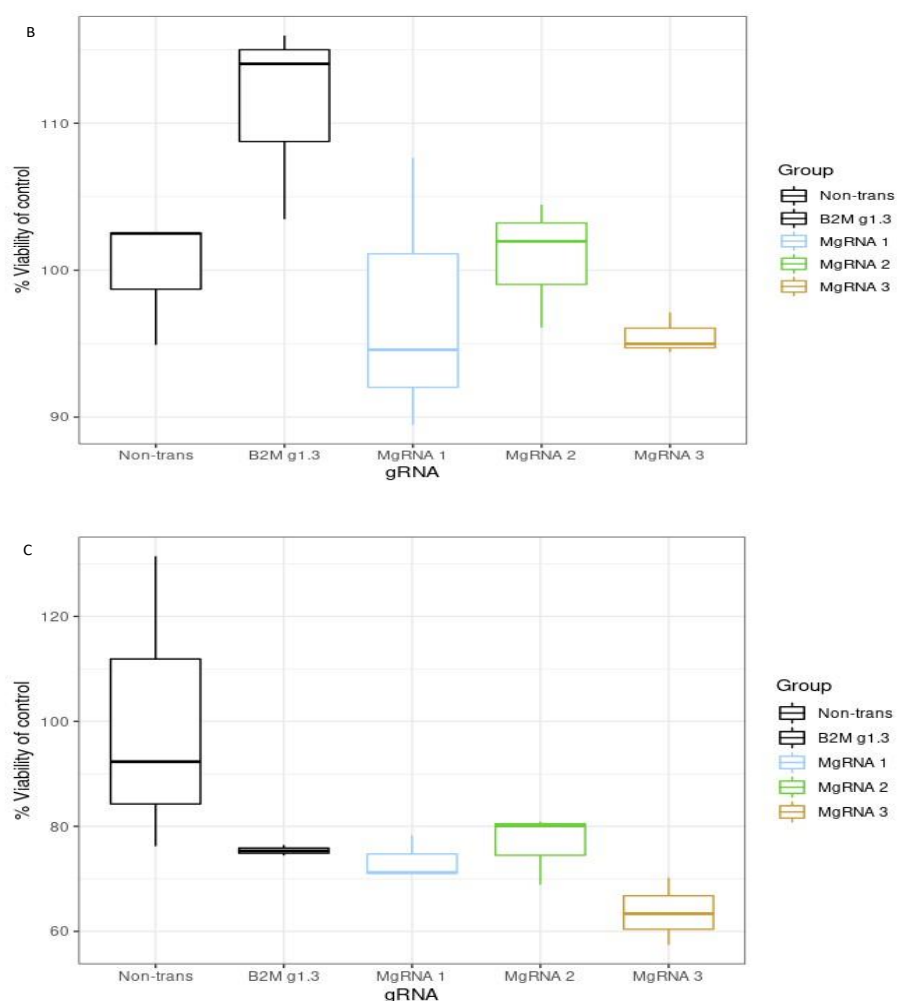 B
% Viability of control
110
100
90
Non-trans B2M g1.3 MgRNA 1 MgRNA 2 MgRNA 3
gRNA
Group
Non-trans
B2M g1.3
MgRNA 1
MgRNA 2
MgRNA 3
C
% Viability of control
120
100
80
60
Non-trans B2M g1.3 MgRNA 1 MgRNA 2 MgRNA 3
gRNA
Group
Non-trans
B2M g1.3
MgRNA 1
MgRNA 2
MgRNA 3